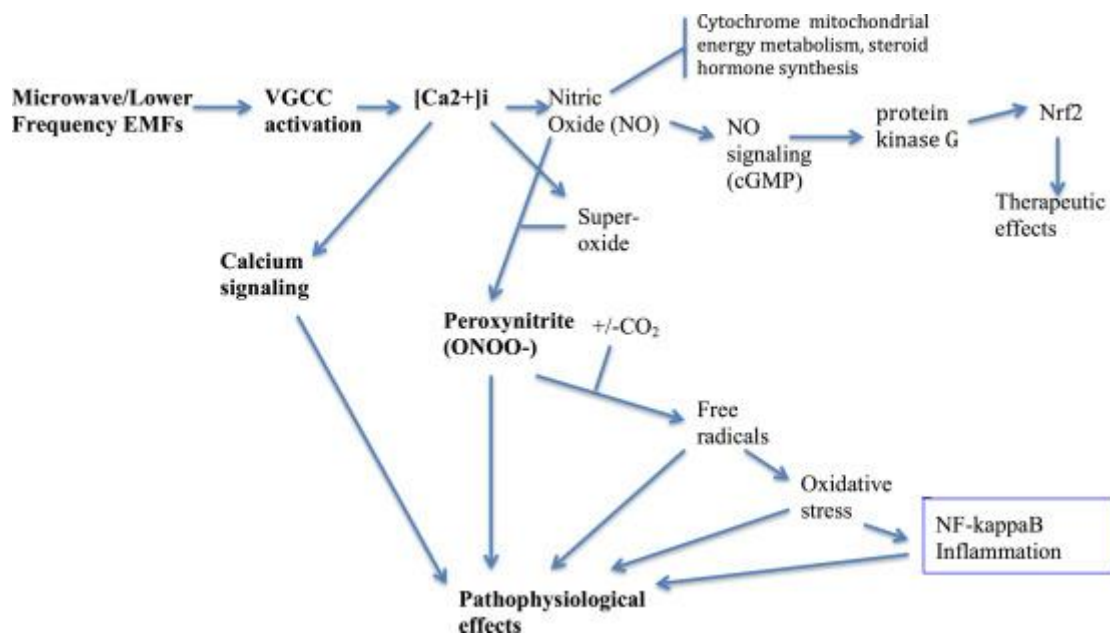 Cytochrome mitochondrial
energy metabolism, steroid
hormone synthesis
Microwave/Lower
Frequency EMFs
VGCC
activation
[Ca2+]i
Nitric
Oxide (NO)
NO
signaling
(cGMP)
protein
kinase G
Nrf2
Therapeutic
effects
Super-
oxide
Calcium
signaling
Peroxynitrite
(ONOO-)
+/-CO₂
Free
radicals
Oxidative
stress
NF-kappaB
Inflammation
Pathophysiological
effects